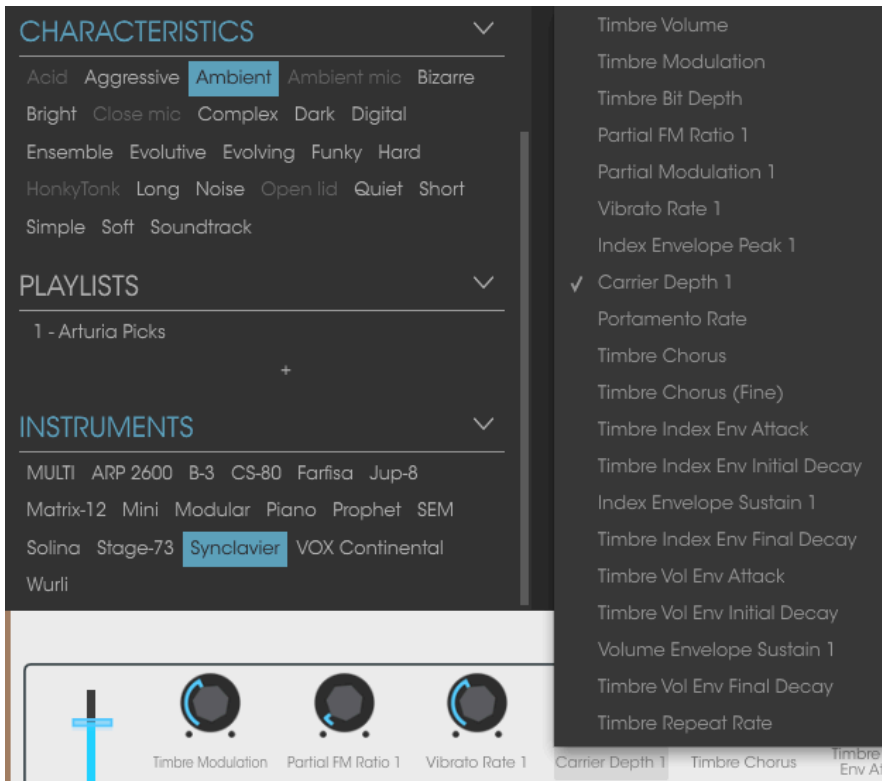 CHARACTERISTICS
Acid Aggressive Ambient Ambient mic Bizarre
Bright Close mic Complex Dark Digital
Ensemble Evolutive Evolving Funky Hard
HonkyTonk Long Noise Open lid Quiet Short
Simple Soft Soundtrack
PLAYLISTS
1 - Arturia Picks
+
INSTRUMENTS
MULTI ARP 2600 B-3 CS-80 Farfisa Jup-8
Matrix-12 Mini Modular Piano Prophet SEM
Solina Stage-73 Synclavier VOX Continental
Wurli
Timbre Volume
Timbre Modulation
Timbre Bit Depth
Partial FM Ratio 1
Partial Modulation 1
Vibrato Rate 1
Index Envelope Peak 1
✓ Carrier Depth 1
Portamento Rate
Timbre Chorus
Timbre Chorus (Fine)
Timbre Index Env Attack
Timbre Index Env Initial Decay
Index Envelope Sustain 1
Timbre Index Env Final Decay
Timbre Vol Env Attack
Timbre Vol Env Initial Decay
Volume Envelope Sustain 1
Timbre Vol Env Final Decay
Timbre Repeat Rate
Timbre Modulation Partial FM Ratio 1 Vibrato Rate 1 Carrier Depth 1 Timbre Chorus Timbre
Env